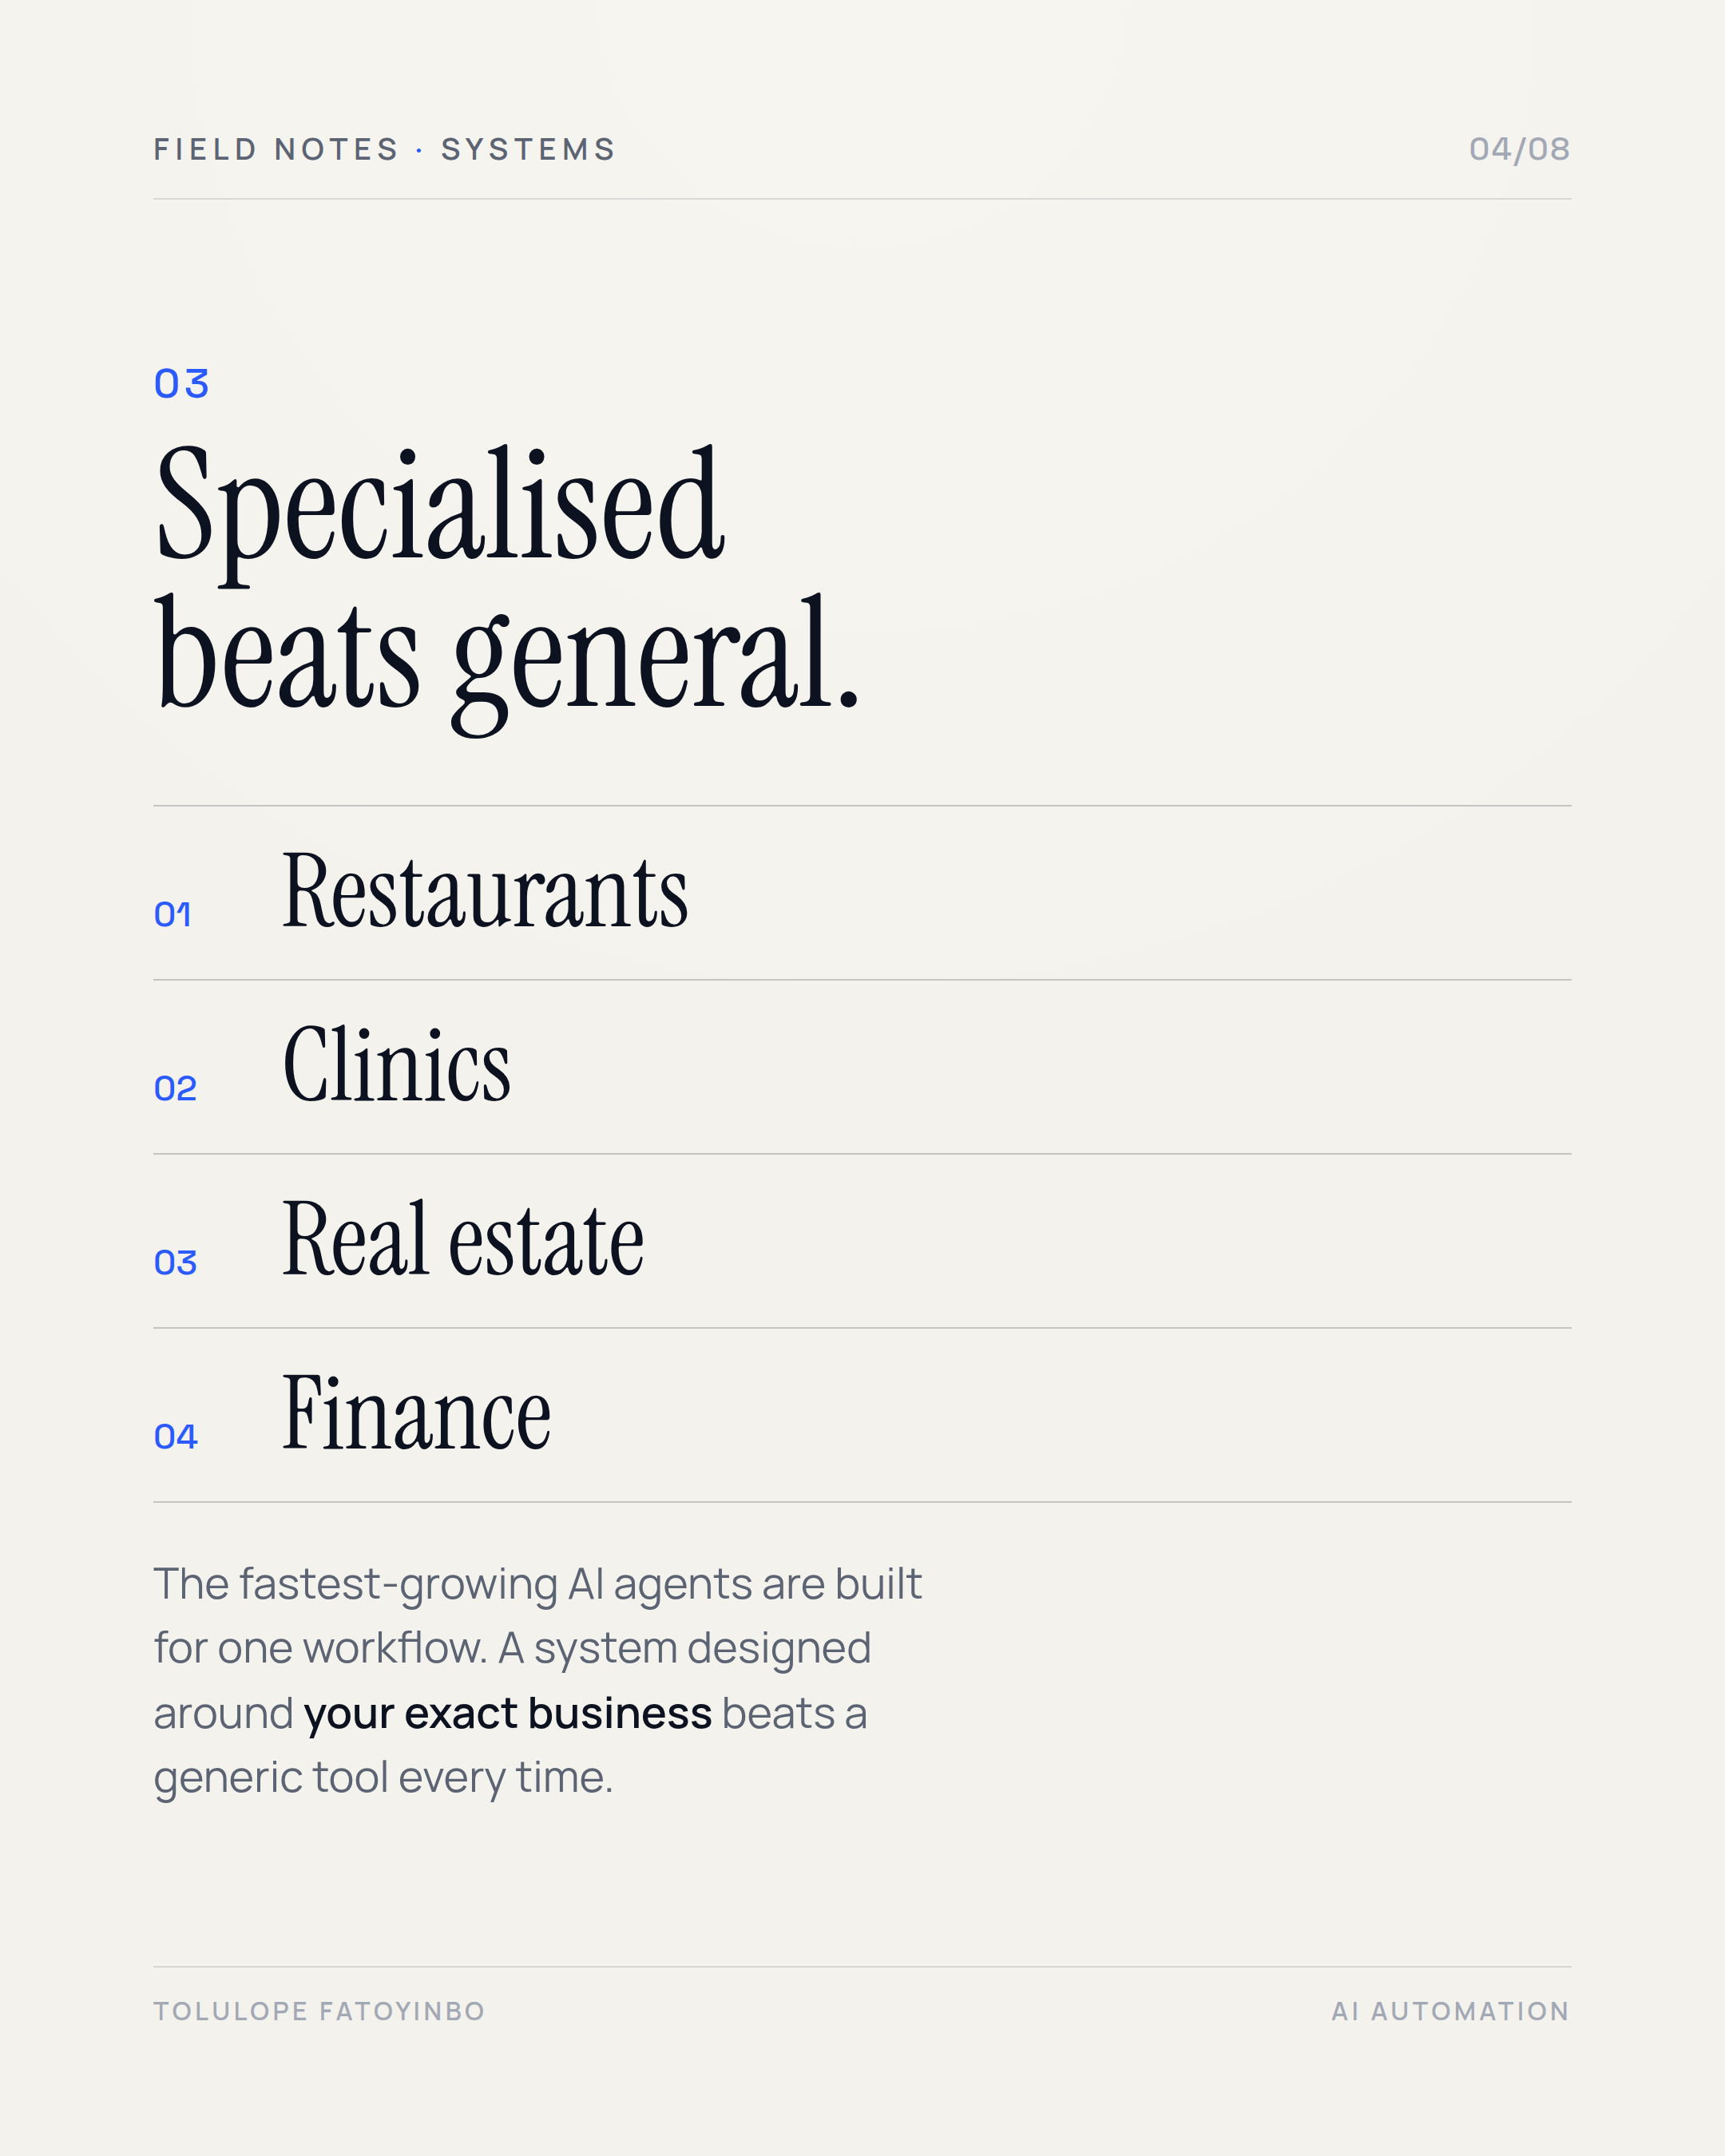 FIELD NOTES · SYSTEMS
04/08
03
Specialised
beats general.
01 Restaurants
02 Clinics
03 Real estate
04 Finance
The fastest-growing AI agents are built
for one workflow. A system designed
around your exact business beats a
generic tool every time.
TOLULOPE FATOYINBO
AI AUTOMATION